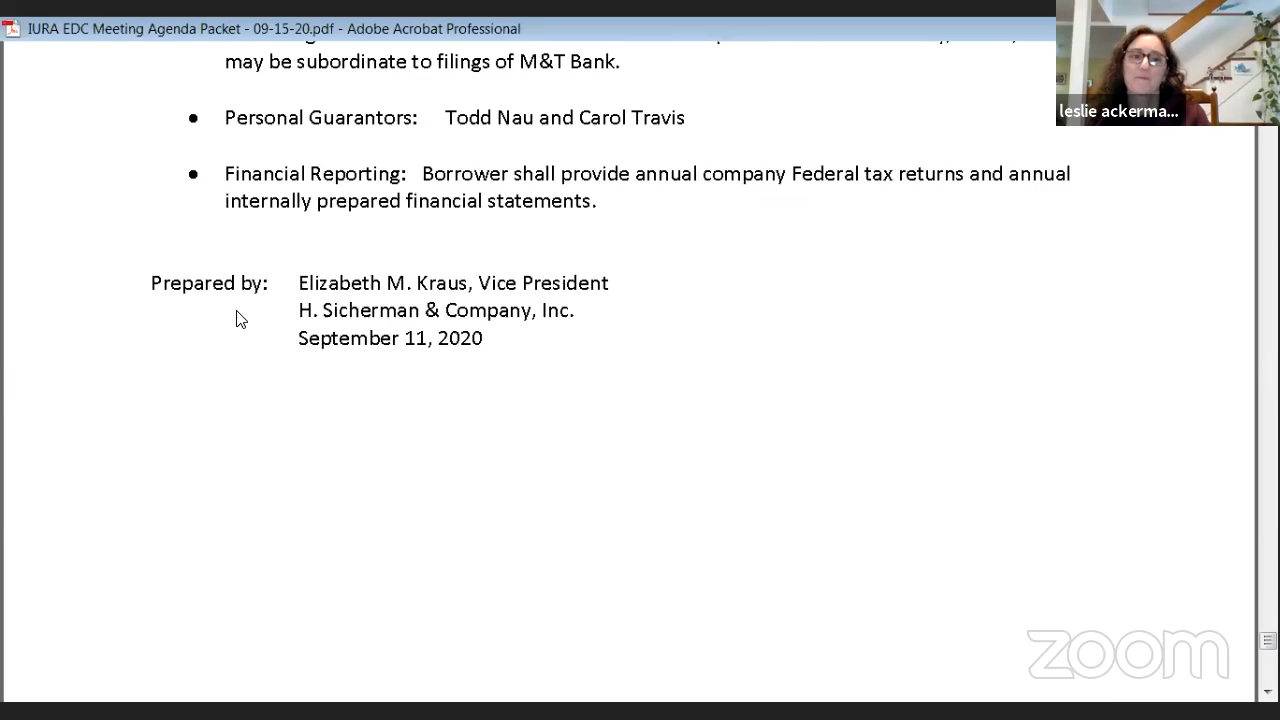 IURA EDC Meeting Agenda Packet - 09-15-20.pdf - Adobe Acrobat Professional
may be subordinate to filings of M&T Bank.
leslie ackerma...
● Personal Guarantors: Todd Nau and Carol Travis
● Financial Reporting: Borrower shall provide annual company Federal tax returns and annual
internally prepared financial statements.
Prepared by: Elizabeth M. Kraus, Vice President
H. Sicherman & Company, Inc.
September 11, 2020
zoom